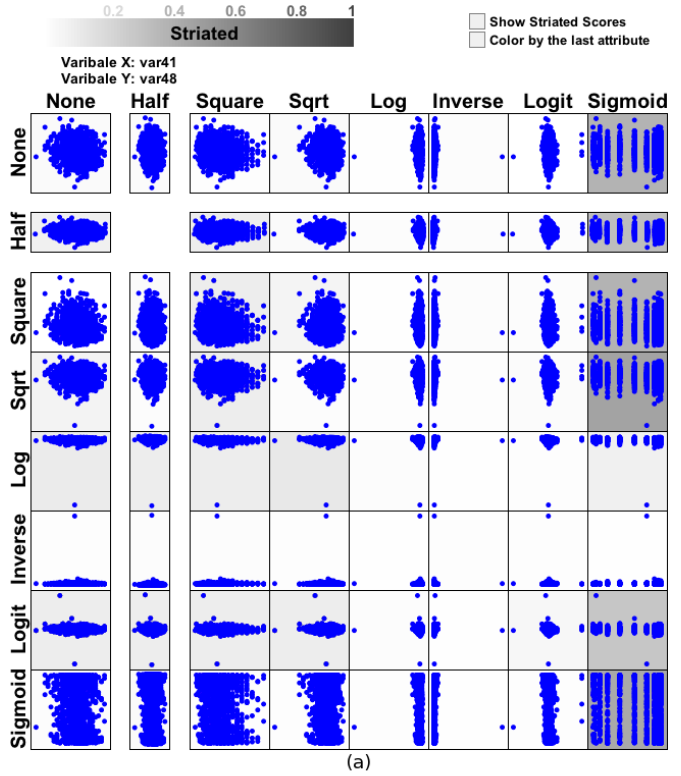 0.2 0.4 0.6 0.8 1
Striated
Show Striated Scores
Color by the last attribute
Varibale X: var41
Varibale Y: var48
None Half Square Sqrt Log Inverse Logit Sigmoid
None
Half
Square
Sqrt
Log
Inverse
Logit
Sigmoid
(a)